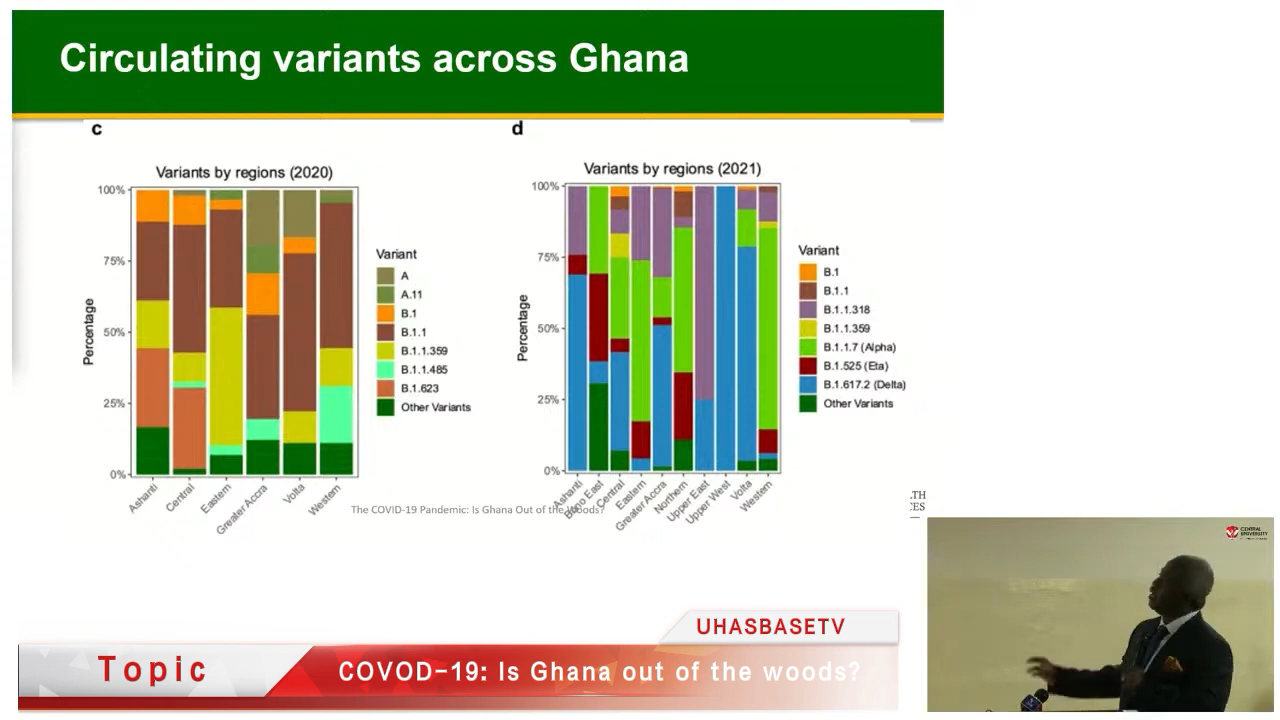 Circulating variants across Ghana
c
Variants by regions (2020)
Percentage
100%
75%
50%
25%
0%
Ashanti
Central
Eastern
Greater Accra
Volta
Western
Variant
A
A.11
B.1
B.1.1
B.1.1.359
B.1.1.485
B.1.623
Other Variants
d
Variants by regions (2021)
Percentage
100%
75%
50%
25%
0%
Ashanti
Bono East
Central
Eastern
Greater Accra
Northern
Upper East
Upper West
Volta
Western
Variant
B.1
B.1.1
B.1.1.318
B.1.1.359
B.1.1.7 (Alpha)
B.1.525 (Eta)
B.1.617.2 (Delta)
Other Variants
The COVID-19 Pandemic: Is Ghana Out of the Woods?
LTH
CES
CENTRAL
UNIVERSITY
UHASBASETV
Topic
COVOD-19: Is Ghana out of the woods?